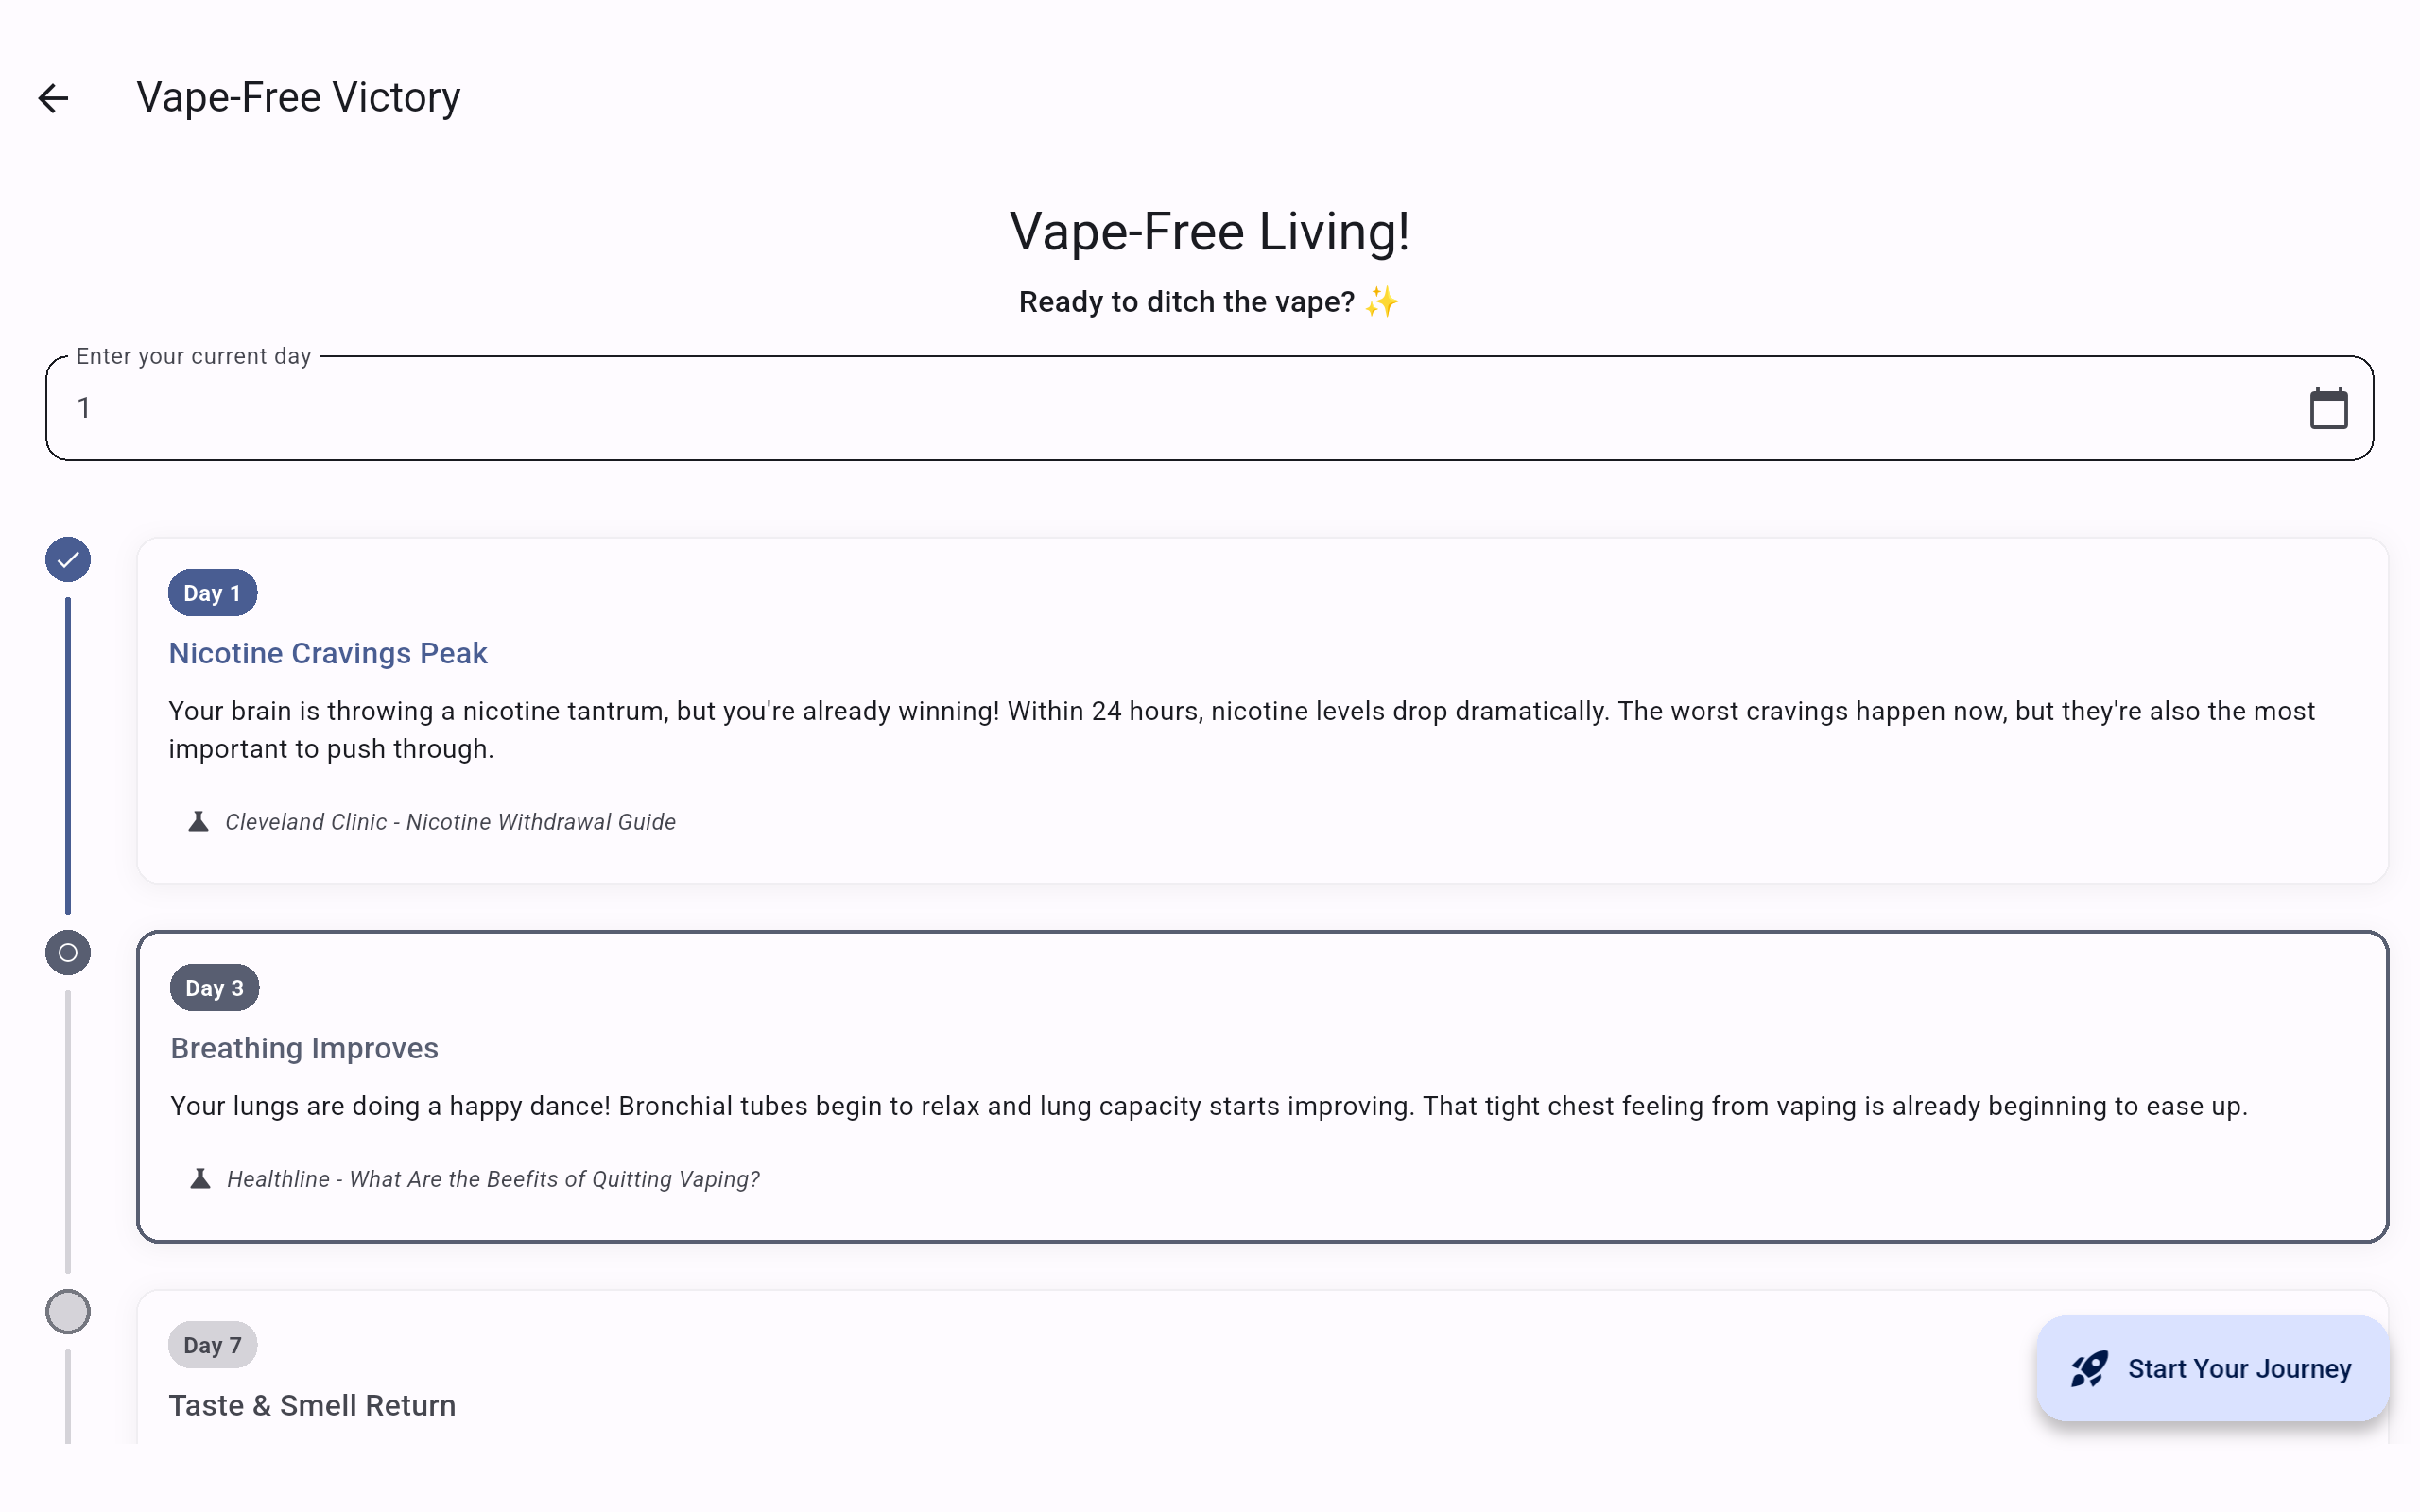 Vape-Free Victory
Vape-Free Living!
Ready to ditch the vape? ✨
Enter your current day
1
Day 1
Nicotine Cravings Peak
Your brain is throwing a nicotine tantrum, but you're already winning! Within 24 hours, nicotine levels drop dramatically. The worst cravings happen now, but they're also the most
important to push through.
Cleveland Clinic - Nicotine Withdrawal Guide
Day 3
Breathing Improves
Your lungs are doing a happy dance! Bronchial tubes begin to relax and lung capacity starts improving. That tight chest feeling from vaping is already beginning to ease up.
Healthline - What Are the Beefits of Quitting Vaping?
Day 7
Taste & Smell Return
Start Your Journey